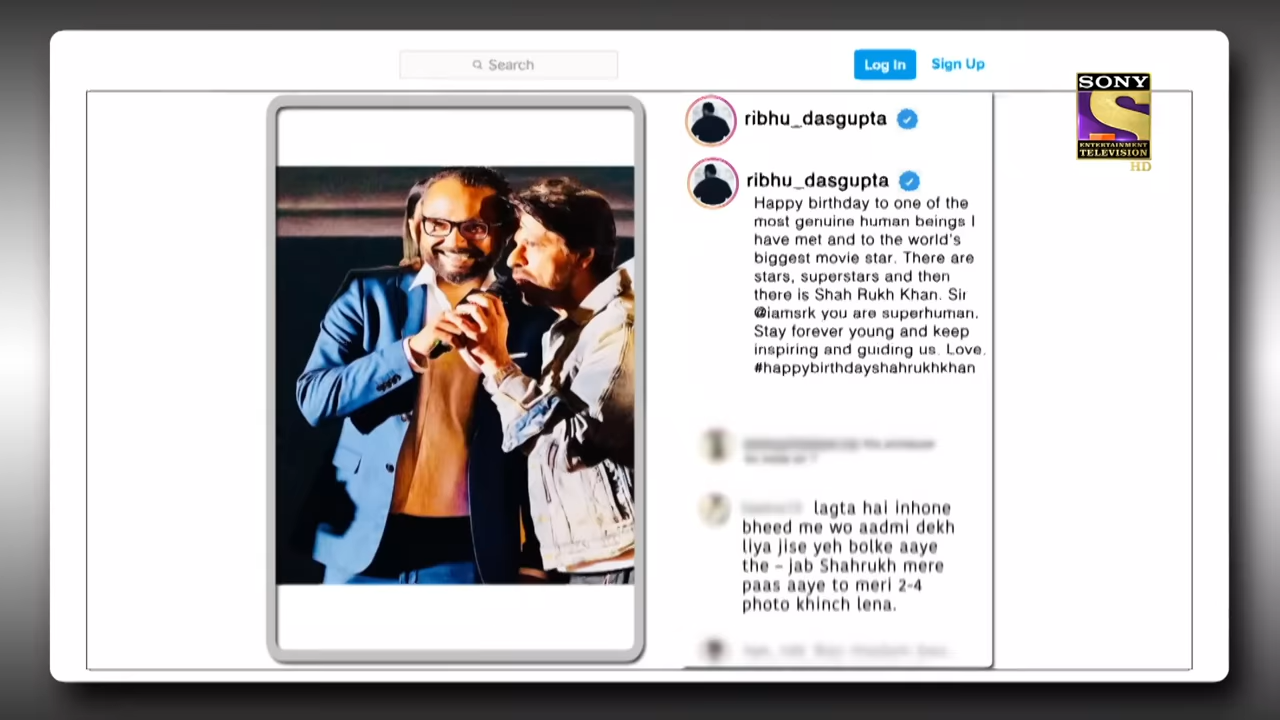 Search
Log In
Sign Up
SONY
ENTERTAINMENT
TELEVISION
HD
ribhu_dasgupta
ribhu_dasgupta
Happy birthday to one of the
most genuine human beings I
have met and to the world's
biggest movie star. There are
stars, superstars and then
there is Shah Rukh Khan. Sir
@iamsrk you are superhuman.
Stay forever young and keep
inspiring and guiding us. Love.
#happybirthdayshahrukhkhan
lagta hai inhone
bheed me wo aadmi dekh
liya jise yeh bolke aaye
the - jab Shahrukh mere
paas aaye to meri 2-4
photo khinch lena.